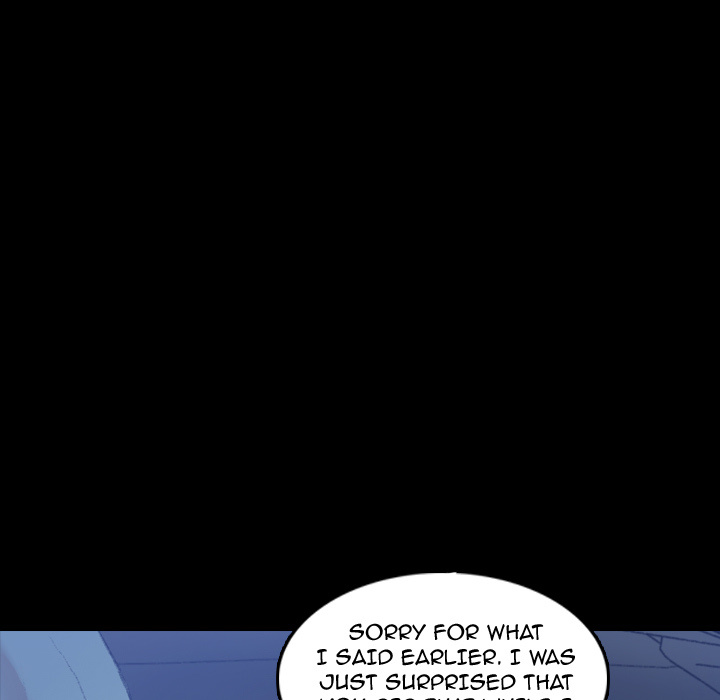 SORRY FOR WHAT
I SAID EARLIER. I WAS
JUST SURPRISED THAT